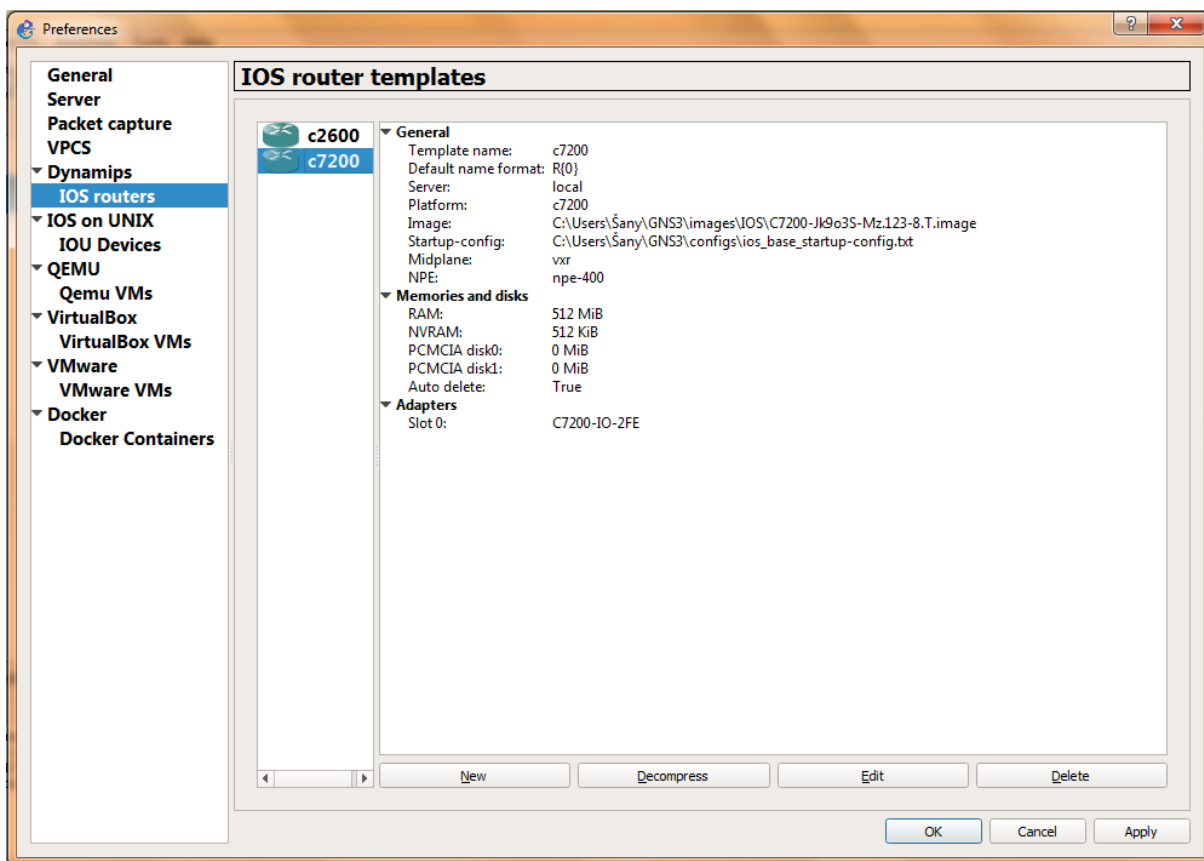 Preferences
General
Server
Packet capture
VPCS
Dynamips
IOS routers
IOS on UNIX
IOU Devices
QEMU
Qemu VMs
VirtualBox
VirtualBox VMs
VMware
VMware VMs
Docker
Docker Containers
IOS router templates
c2600
c7200
General
Template name: c7200
Default name format: R{0}
Server: local
Platform: c7200
Image: C:\Users\Šany\GNS3\images\IOS\C7200-Jk9o3S-Mz.123-8.T.image
Startup-config: C:\Users\Šany\GNS3\configs\ios_base_startup-config.txt
Midplane: vxr
NPE: npe-400
Memories and disks
RAM: 512 MiB
NVRAM: 512 KiB
PCMCIA disk0: 0 MiB
PCMCIA disk1: 0 MiB
Auto delete: True
Adapters
Slot 0: C7200-IO-2FE
New Decompress Edit Delete
OK Cancel Apply